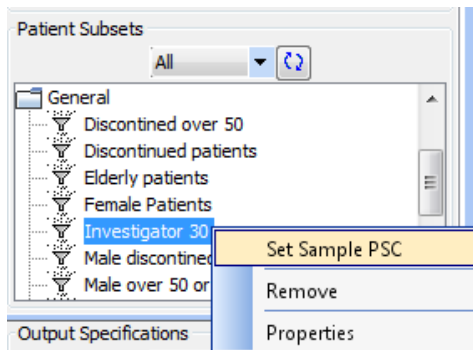 Patient Subsets
All
General
Discontined over 50
Discontinued patients
Elderly patients
Female Patients
Investigator 30
Set Sample PSC
Male discontined
Male over 50 or
Remove
Output Specifications
Properties